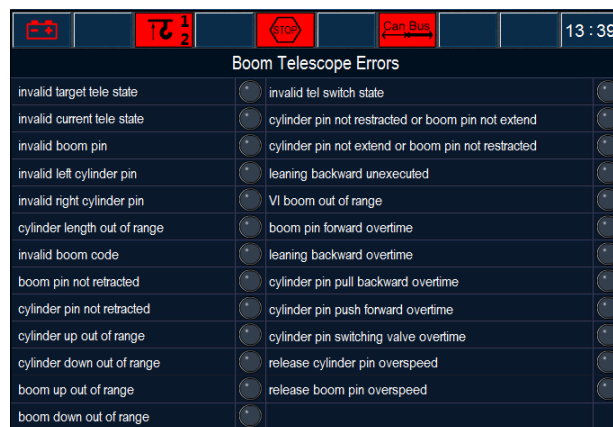 1
2
STOP
Can Bus
13 : 39
Boom Telescope Errors
invalid target tele state
invalid tel switch state
invalid current tele state
cylinder pin not restracted or boom pin not extend
invalid boom pin
cylinder pin not extend or boom pin not restracted
invalid left cylinder pin
leaning backward unexecuted
invalid right cylinder pin
VI boom out of range
cylinder length out of range
boom pin forward overtime
invalid boom code
leaning backward overtime
boom pin not retracted
cylinder pin pull backward overtime
cylinder pin not retracted
cylinder pin push forward overtime
cylinder up out of range
cylinder pin switching valve overtime
cylinder down out of range
release cylinder pin overspeed
boom up out of range
release boom pin overspeed
boom down out of range